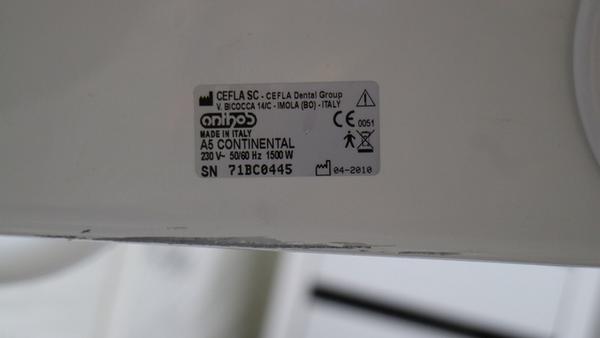 CEFLA SC - CEFLA Dental Group
V. BICOCCA 14/C - IMOLA (BO) - ITALY
anthos
CE 0051
MADE IN ITALY
A5 CONTINENTAL
230 V~ 50/60 Hz 1500 W
SN 71BC0445 04-2010